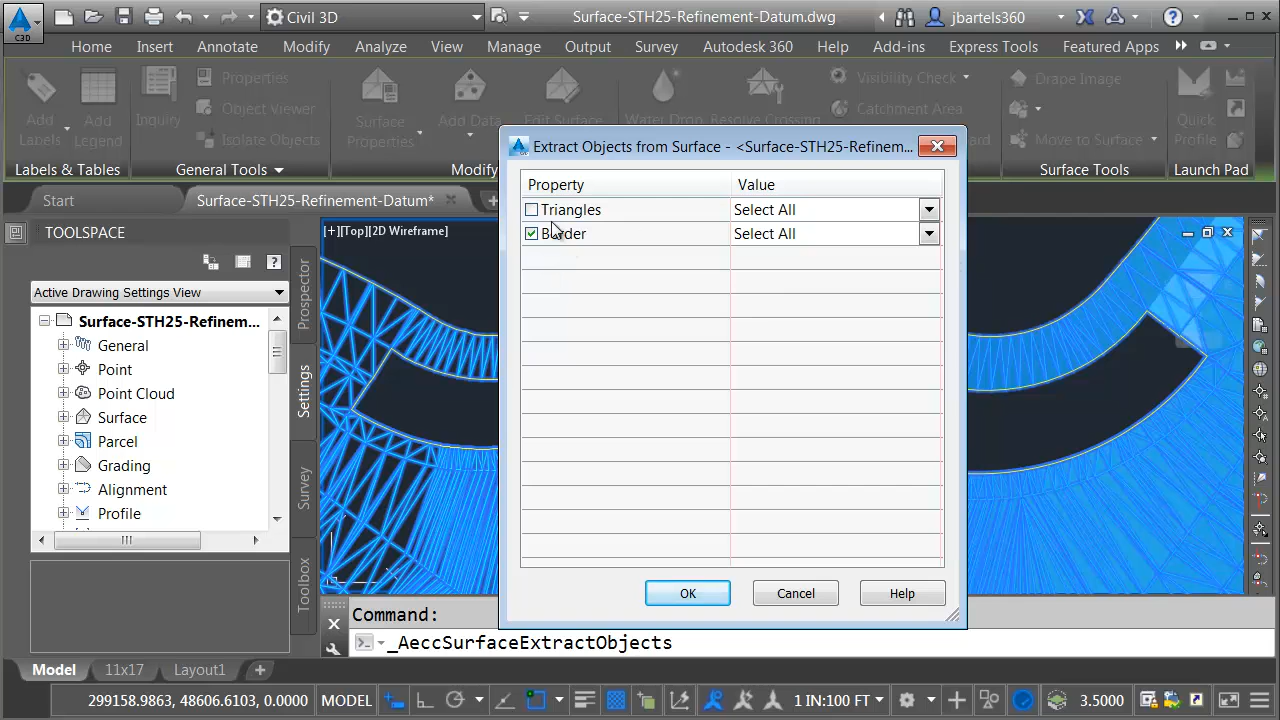 Civil 3D
Surface-STH25-Refinement-Datum.dwg
jbartels360
C3D
Home Insert Annotate Modify Analyze View Manage Output Survey Autodesk 360 Help Add-ins Express Tools Featured Apps
Add Labels
Add Legend
Inquiry
Properties
Object Viewer
Isolate Objects
Surface Properties
Add Data
Edit Surface
Water Drop
Resolve Crossing
Visibility Check
Catchment Area
Drape Image
Move to Surface
Quick Profile
Labels & Tables General Tools Modify Surface Tools Launch Pad
Start Surface-STH25-Refinement-Datum*
TOOLSPACE
Active Drawing Settings View
Surface-STH25-Refinem...
General
Point
Point Cloud
Surface
Parcel
Grading
Alignment
Profile
Prospector
Settings
Survey
Toolbox
[+][Top][2D Wireframe]
Extract Objects from Surface - <Surface-STH25-Refinem...
Property Value
Triangles Select All
Border Select All
OK Cancel Help
Command:
_AeccSurfaceExtractObjects
Model 11x17 Layout1
299158.9863, 48606.6103, 0.0000 MODEL 1 IN:100 FT 3.5000